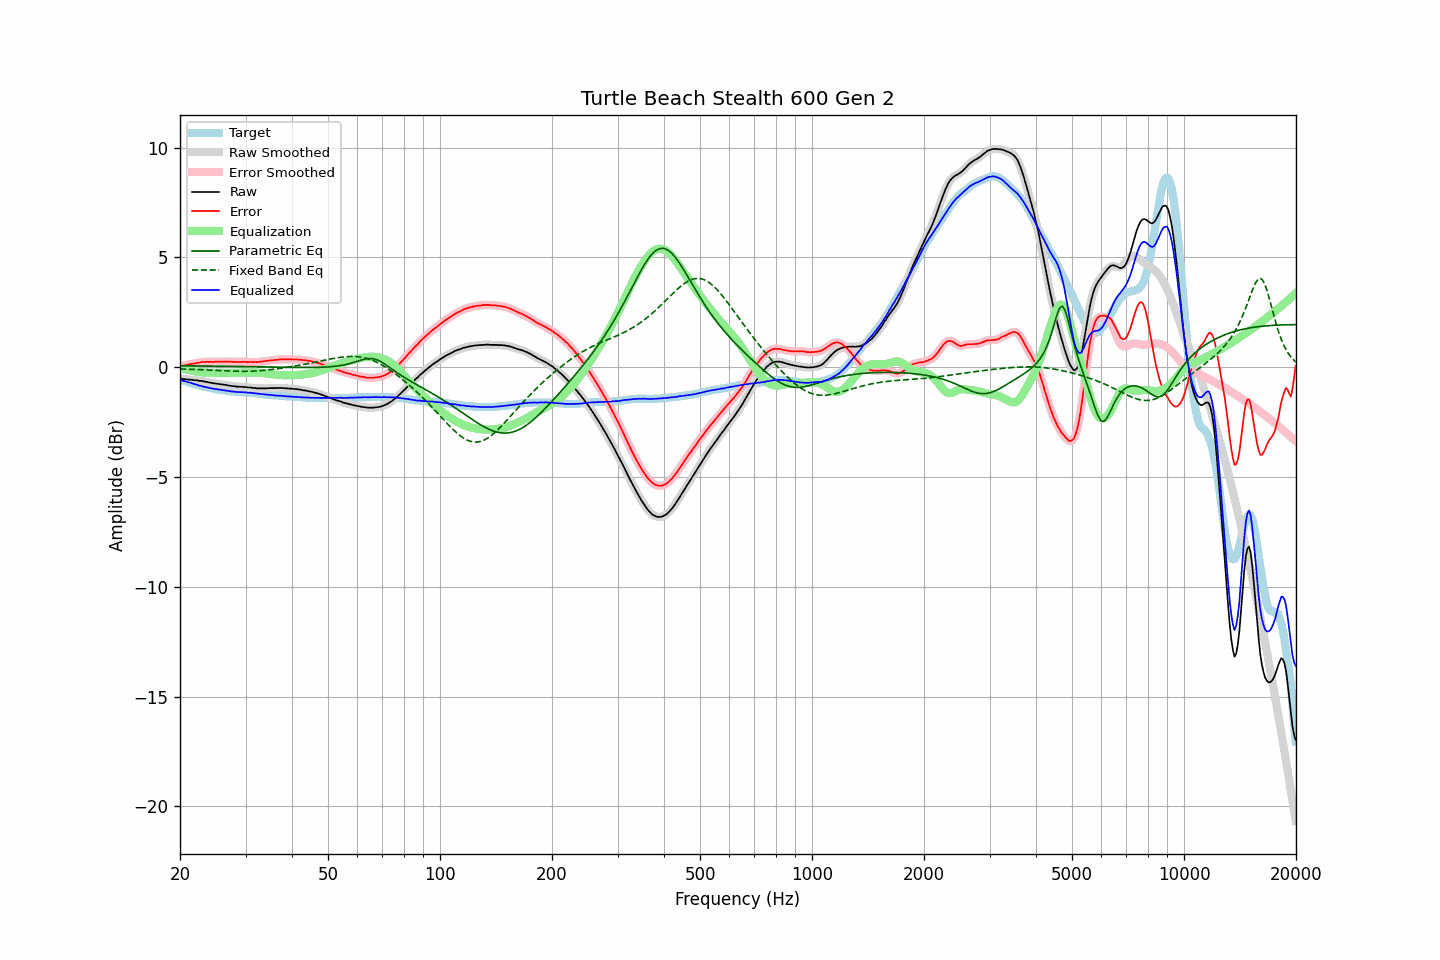 Turtle Beach Stealth 600 Gen 2
Target
Raw Smoothed
Error Smoothed
Raw
Error
Equalization
Parametric Eq
Fixed Band Eq
Equalized
10
5
0
−5
−10
−15
−20
Amplitude (dBr)
20
50
100
200
500
1000
2000
5000
10000
20000
Frequency (Hz)